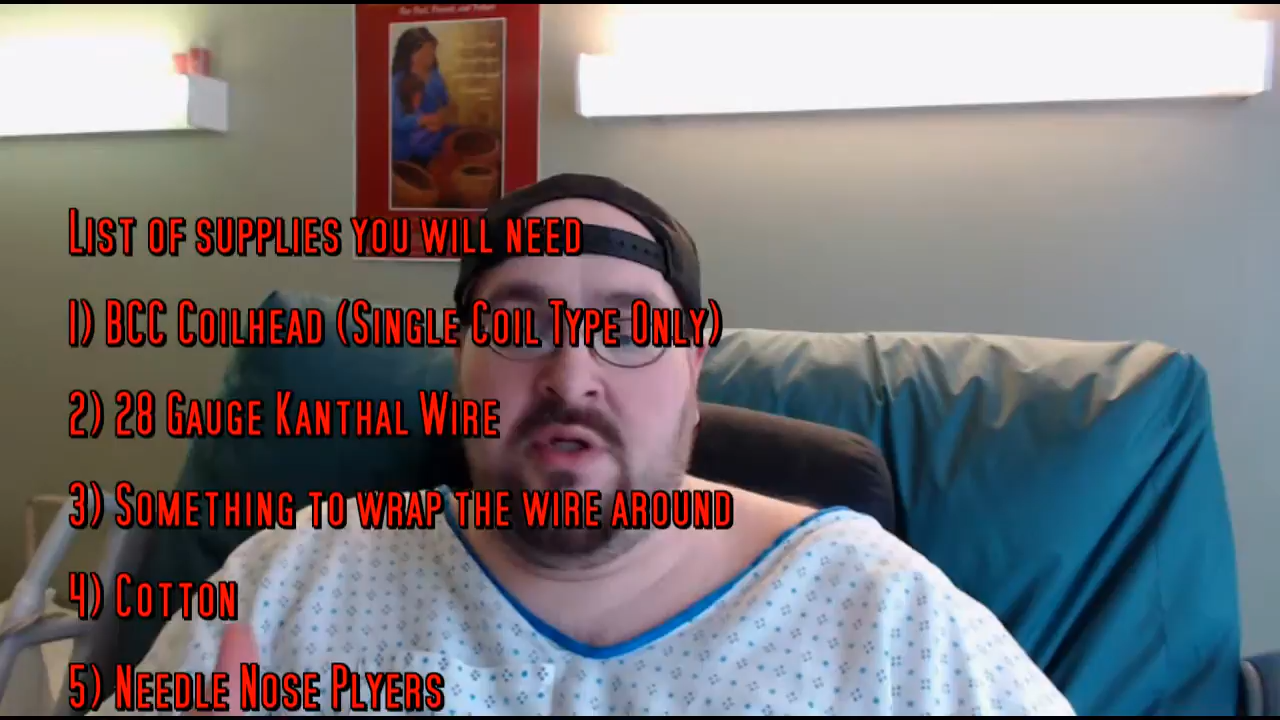 List of supplies you will need
1) BCC Coilhead (Single Coil Type Only)
2) 28 Gauge Kanthal Wire
3) Something to wrap the wire around
4) Cotton
5) Needle Nose Plyers